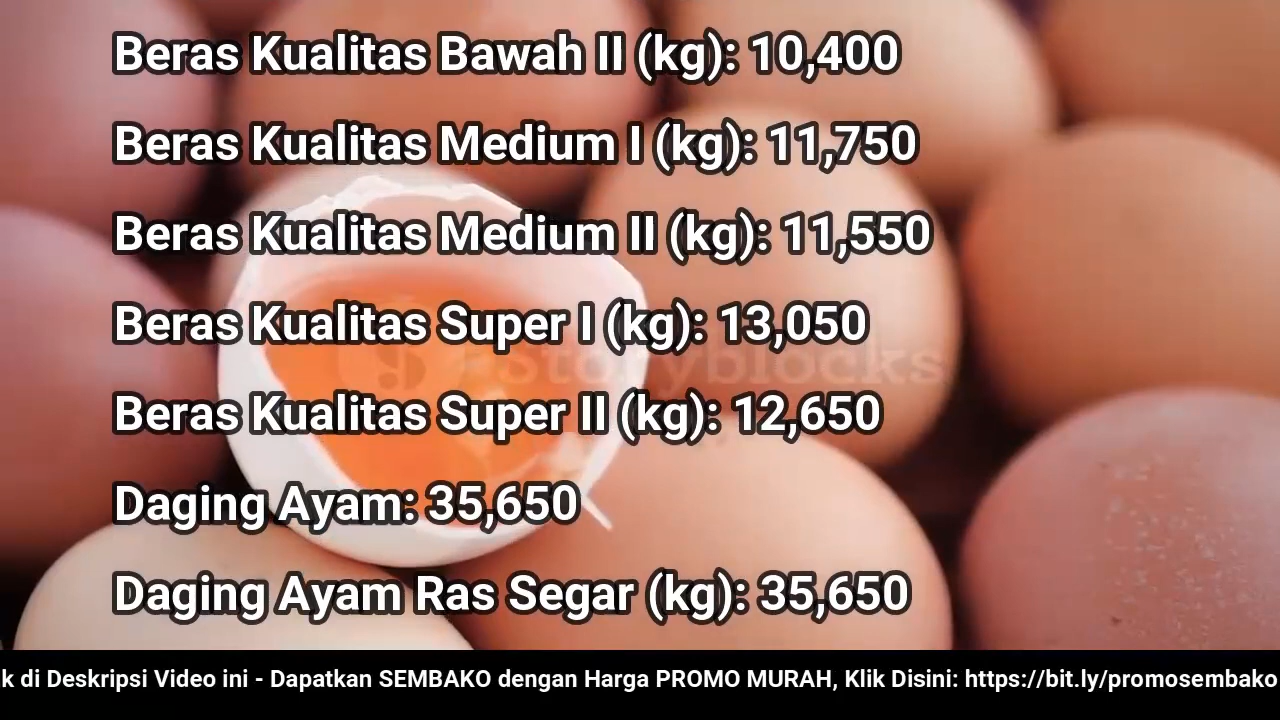 Beras Kualitas Bawah II (kg): 10,400
Beras Kualitas Medium I (kg): 11,750
Beras Kualitas Medium II (kg): 11,550
Beras Kualitas Super I (kg): 13,050
storyblocks
Beras Kualitas Super II (kg): 12,650
Daging Ayam: 35,650
Daging Ayam Ras Segar (kg): 35,650
k di Deskripsi Video ini - Dapatkan SEMBAKO dengan Harga PROMO MURAH, Klik Disini: https://bit.ly/promosembako